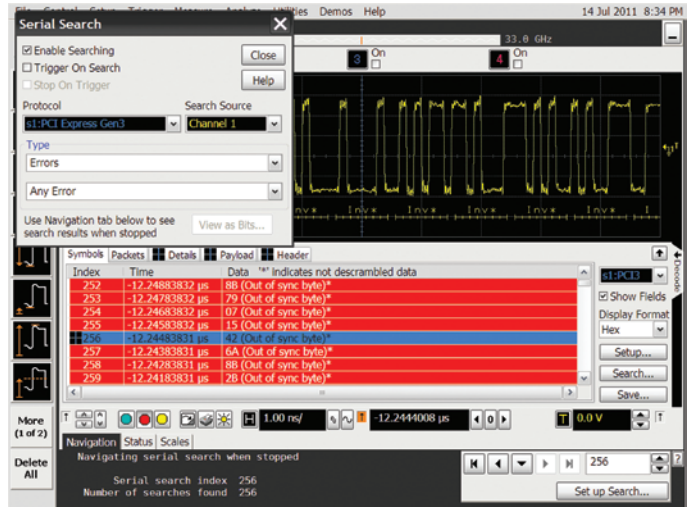 Demos Help
14 Jul 2011 8:34 PM
Serial Search
Enable Searching
Trigger On Search
Stop On Trigger
Close
Help
Protocol
Search Source
s1:PCI Express Gen3
Channel 1
Type
Errors
Any Error
Use Navigation tab below to see
search results when stopped
View as Bits...
33.0 GHz
3 On
4 On
Inv* Inv* Inv* Inv* I
Symbols Packets Details Payload Header
Index Time Data '*' indicates not descrambled data
252 -12.24883832 µs 8B (Out of sync byte)*
253 -12.24783832 µs 79 (Out of sync byte)*
254 -12.24683832 µs 07 (Out of sync byte)*
255 -12.24583832 µs 15 (Out of sync byte)*
256 -12.24483831 µs 42 (Out of sync byte)*
257 -12.24383831 µs 6A (Out of sync byte)*
258 -12.24283831 µs 8B (Out of sync byte)*
259 -12.24183831 µs 2B (Out of sync byte)*
s1:PCI3
Decode
Show Fields
Display Format
Hex
Setup...
Search...
Save...
More
(1 of 2)
Delete
All
H 1.00 ns/
-12.2444008 µs
0
T 0.0 V
Navigation Status Scales
Navigating serial search when stopped
Serial search index 256
Number of searches found 256
256
Set up Search...